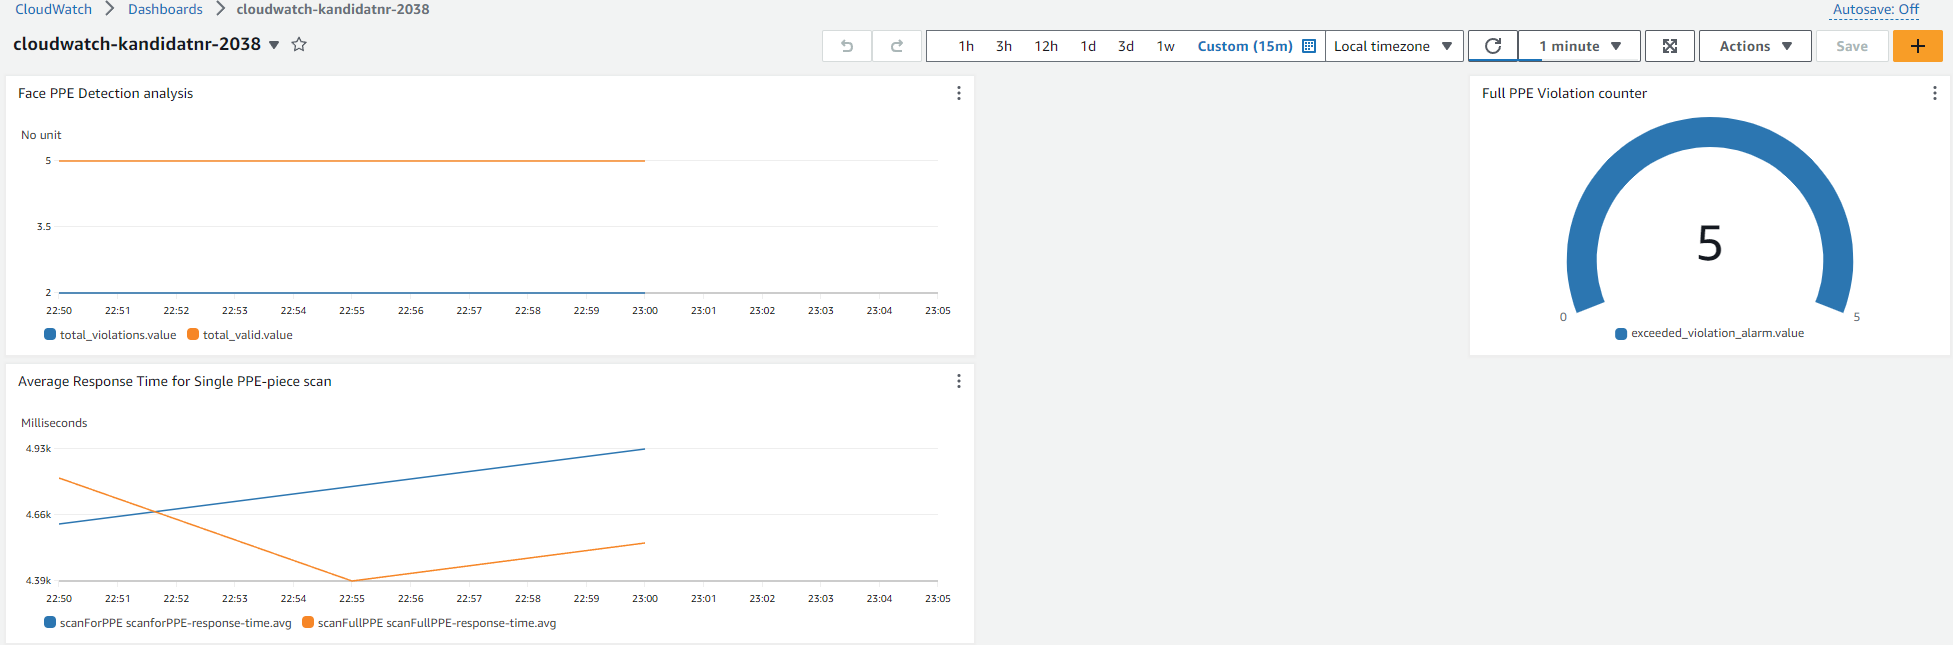 CloudWatch > Dashboards > cloudwatch-kandidatnr-2038
Autosave: Off
cloudwatch-kandidatnr-2038
1h 3h 12h 1d 3d 1w Custom (15m) Local timezone 1 minute Actions Save +
Face PPE Detection analysis
No unit
5
3.5
2
22:50 22:51 22:52 22:53 22:54 22:55 22:56 22:57 22:58 22:59 23:00 23:01 23:02 23:03 23:04 23:05
total_violations.value total_valid.value
Full PPE Violation counter
5
0 5
exceeded_violation_alarm.value
Average Response Time for Single PPE-piece scan
Milliseconds
4.93k
4.66k
4.39k
22:50 22:51 22:52 22:53 22:54 22:55 22:56 22:57 22:58 22:59 23:00 23:01 23:02 23:03 23:04 23:05
scanForPPE scanforPPE-response-time.avg scanFullPPE scanFullPPE-response-time.avg